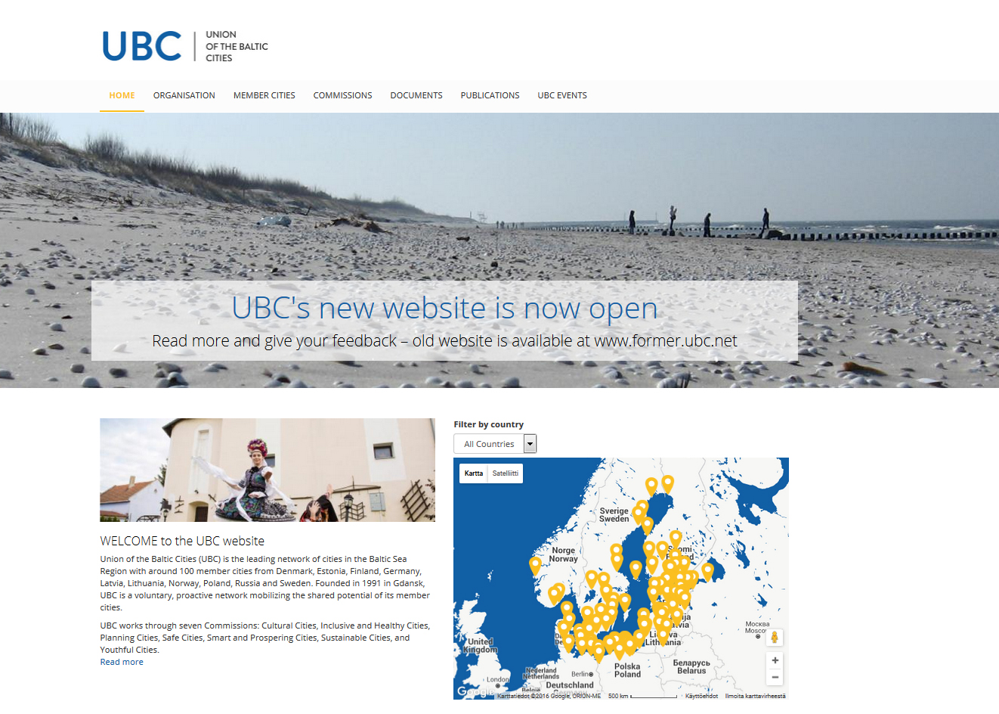 UBC
UNION
OF THE BALTIC
CITIES
HOME ORGANISATION MEMBER CITIES COMMISSIONS DOCUMENTS PUBLICATIONS UBC EVENTS
UBC's new website is now open
Read more and give your feedback – old website is available at www.former.ubc.net
WELCOME to the UBC website
Union of the Baltic Cities (UBC) is the leading network of cities in the Baltic Sea
Region with around 100 member cities from Denmark, Estonia, Finland, Germany,
Latvia, Lithuania, Norway, Poland, Russia and Sweden. Founded in 1991 in Gdansk,
UBC is a voluntary, proactive network mobilizing the shared potential of its member
cities.
UBC works through seven Commissions: Cultural Cities, Inclusive and Healthy Cities,
Planning Cities, Safe Cities, Smart and Prospering Cities, Sustainable Cities, and
Youthful Cities.
Read more
Filter by country
All Countries
Kartta Satelliitti
Sverige
Sweden
Norge
Norway
Москва
Moscow
United
Kingdom
Lithuania
Беларусь
Belarus
Polska
Poland
Nederland
Netherlands
Berlin
London
België
Deutschland
Germany
Google
Karttatiedot ©2016 Google, ORION-ME 500 km Käyttöehdot Ilmoita karttavirheestä